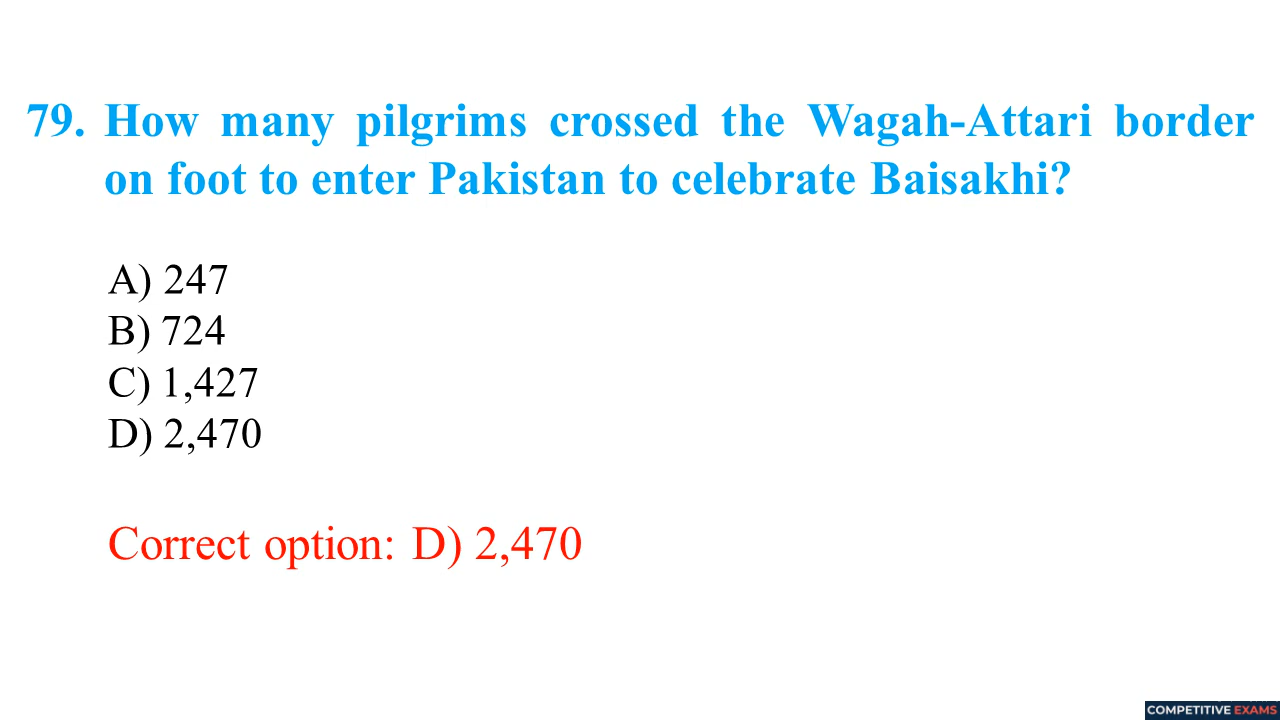 79. How many pilgrims crossed the Wagah-Attari border
on foot to enter Pakistan to celebrate Baisakhi?
A) 247
B) 724
C) 1,427
D) 2,470
Correct option: D) 2,470
COMPETITIVE EXAMS